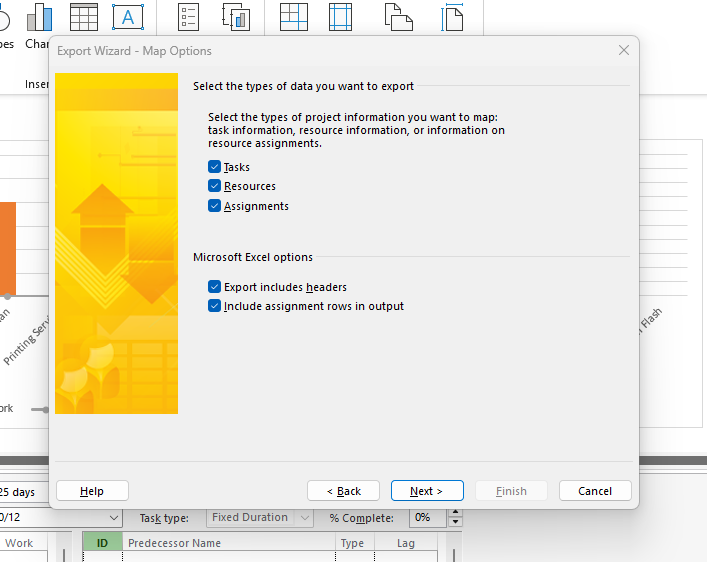 A
pes
Char
Inser
Export Wizard - Map Options
Select the types of data you want to export
Select the types of project information you want to map:
task information, resource information, or information on
resource assignments.
Tasks
Resources
Assignments
Microsoft Excel options
Export includes headers
Include assignment rows in output
an
Printing Servi
Flash
ork
Help
< Back
Next >
Finish
Cancel
25 days
0/12
Task type:
Fixed Duration
% Complete:
0%
Work
ID
Predecessor Name
Type
Lag